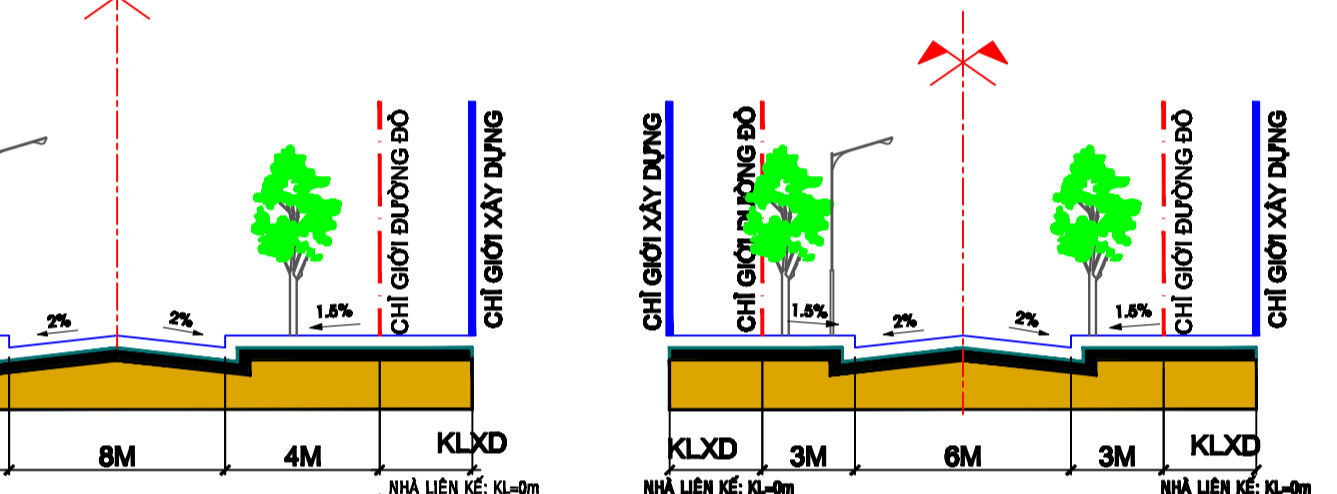 CHỈ GIỚI ĐƯỜNG ĐỎ
CHỈ GIỚI XÂY DỰNG
2%
2%
1.5%
8M
4M
KLXD
NHÀ LIÊN KẾ: KL=0m
CHỈ GIỚI XÂY DỰNG
CHỈ GIỚI ĐƯỜNG ĐỎ
CHỈ GIỚI ĐƯỜNG ĐỎ
CHỈ GIỚI XÂY DỰNG
1.5%
2%
2%
1.5%
KLXD
3M
6M
3M
KLXD
NHÀ LIÊN KẾ: KL=0m
NHÀ LIÊN KẾ: KL=0m